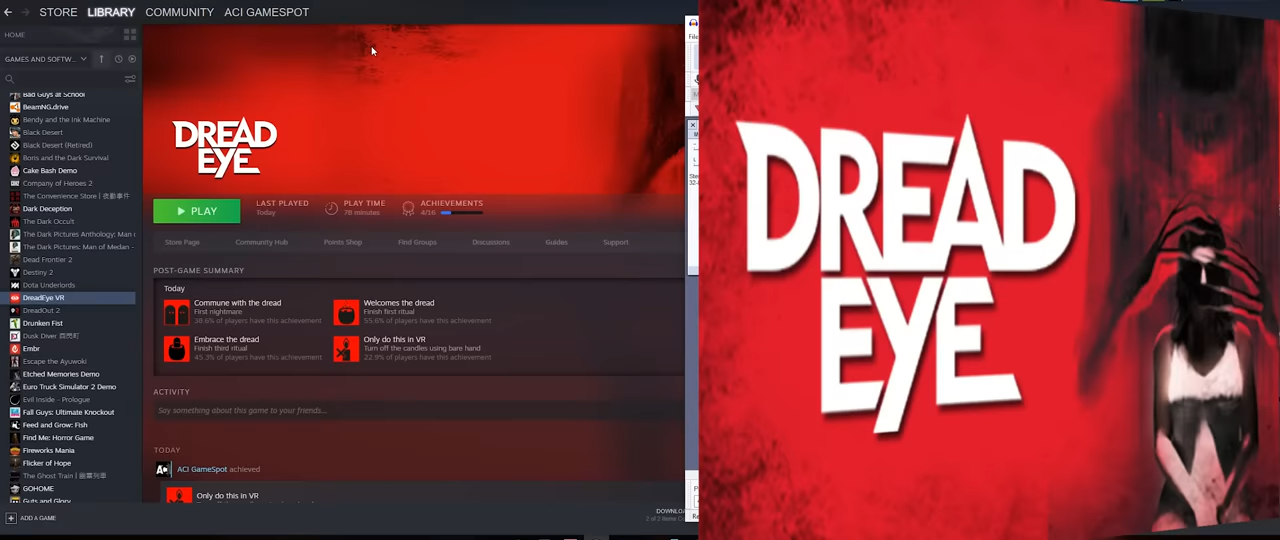 STORE LIBRARY COMMUNITY ACI GAMESPOT
HOME
GAMES AND SOFTW...
Bad Guys at School
BeamNG.drive
Bendy and the Ink Machine
Black Desert
Black Desert (Retired)
Boris and the Dark Survival
Cake Bash Demo
Company of Heroes 2
The Convenience Store | 夜勤事件
Dark Deception
The Dark Occult
The Dark Pictures Anthology: Man o
The Dark Pictures: Man of Medan -
Dead Frontier 2
Destiny 2
Dota Underlords
DreadEye VR
DreadOut 2
Drunken Fist
Dusk Diver 酉閃町
Embr
Escape the Ayuwoki
Etched Memories Demo
Euro Truck Simulator 2 Demo
Evil Inside - Prologue
Fall Guys: Ultimate Knockout
Feed and Grow: Fish
Find Me: Horror Game
Fireworks Mania
Flicker of Hope
The Ghost Train | 幽霊列車
GOHOME
Guts and Glory
ADD A GAME
DREAD
EYE
PLAY
LAST PLAYED
Today
PLAY TIME
78 minutes
ACHIEVEMENTS
4/16
Store Page Community Hub Points Shop Find Groups Discussions Guides Support
POST-GAME SUMMARY
Today
Commune with the dread
First nightmare
38.6% of players have this achievement
Welcomes the dread
Finish first ritual
55.6% of players have this achievement
Embrace the dread
Finish third ritual
45.3% of players have this achievement
Only do this in VR
Turn off the candles using bare hand
22.9% of players have this achievement
ACTIVITY
Say something about this game to your friends...
TODAY
ACI GameSpot achieved
Only do this in VR
DOWNLO
2 of 2 Items Co
File
DREAD
EYE